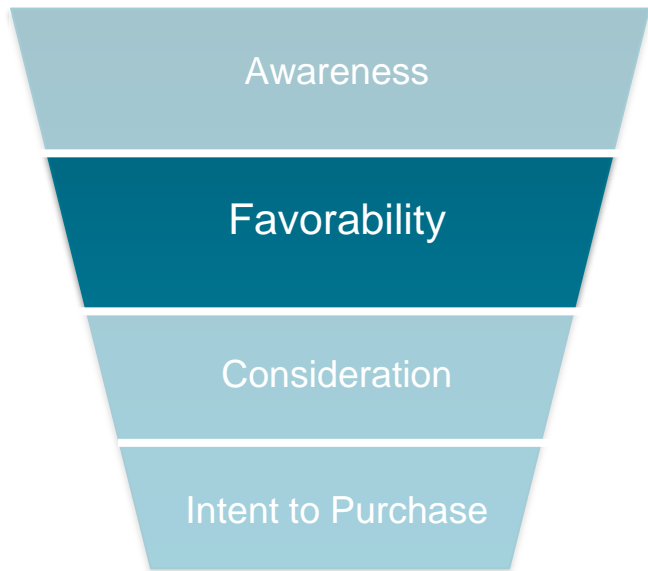 Awareness
Favorability
Consideration
Intent to Purchase